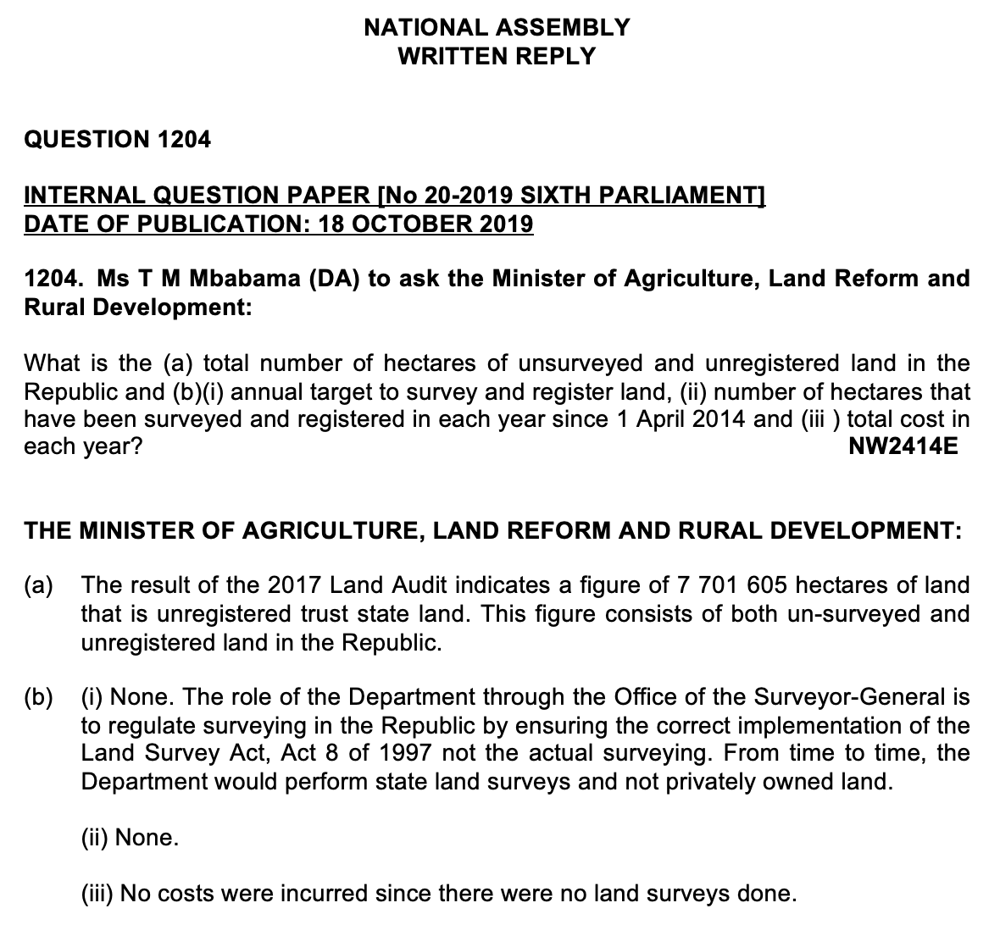 NATIONAL ASSEMBLY
WRITTEN REPLY
QUESTION 1204
INTERNAL QUESTION PAPER [No 20-2019 SIXTH PARLIAMENT]
DATE OF PUBLICATION: 18 OCTOBER 2019
1204. Ms T M Mbabama (DA) to ask the Minister of Agriculture, Land Reform and
Rural Development:
What is the (a) total number of hectares of unsurveyed and unregistered land in the
Republic and (b)(i) annual target to survey and register land, (ii) number of hectares that
have been surveyed and registered in each year since 1 April 2014 and (iii ) total cost in
each year? NW2414E
THE MINISTER OF AGRICULTURE, LAND REFORM AND RURAL DEVELOPMENT:
(a) The result of the 2017 Land Audit indicates a figure of 7 701 605 hectares of land
that is unregistered trust state land. This figure consists of both un-surveyed and
unregistered land in the Republic.
(b) (i) None. The role of the Department through the Office of the Surveyor-General is
to regulate surveying in the Republic by ensuring the correct implementation of the
Land Survey Act, Act 8 of 1997 not the actual surveying. From time to time, the
Department would perform state land surveys and not privately owned land.
(ii) None.
(iii) No costs were incurred since there were no land surveys done.